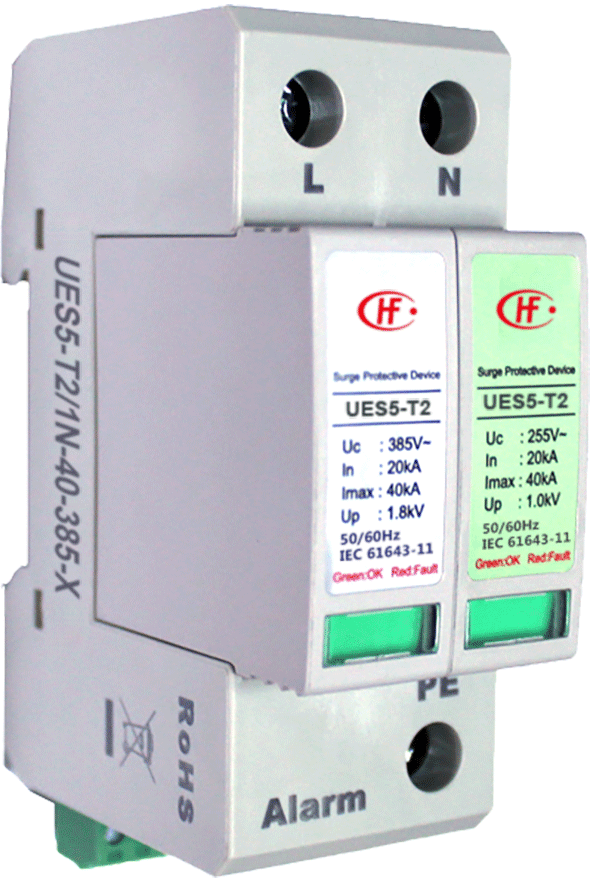 L
N
UES5-T2/1N-40-385-X
HF
Surge Protective Device
UES5-T2
Uc : 385V~
In : 20kA
Imax : 40kA
Up : 1.8kV
50/60Hz
IEC 61643-11
Green:OK Red:Fault
HF
Surge Protective Device
UES5-T2
Uc : 255V~
In : 20kA
Imax : 40kA
Up : 1.0kV
50/60Hz
IEC 61643-11
Green:OK Red:Fault
PE
RoHS
Alarm